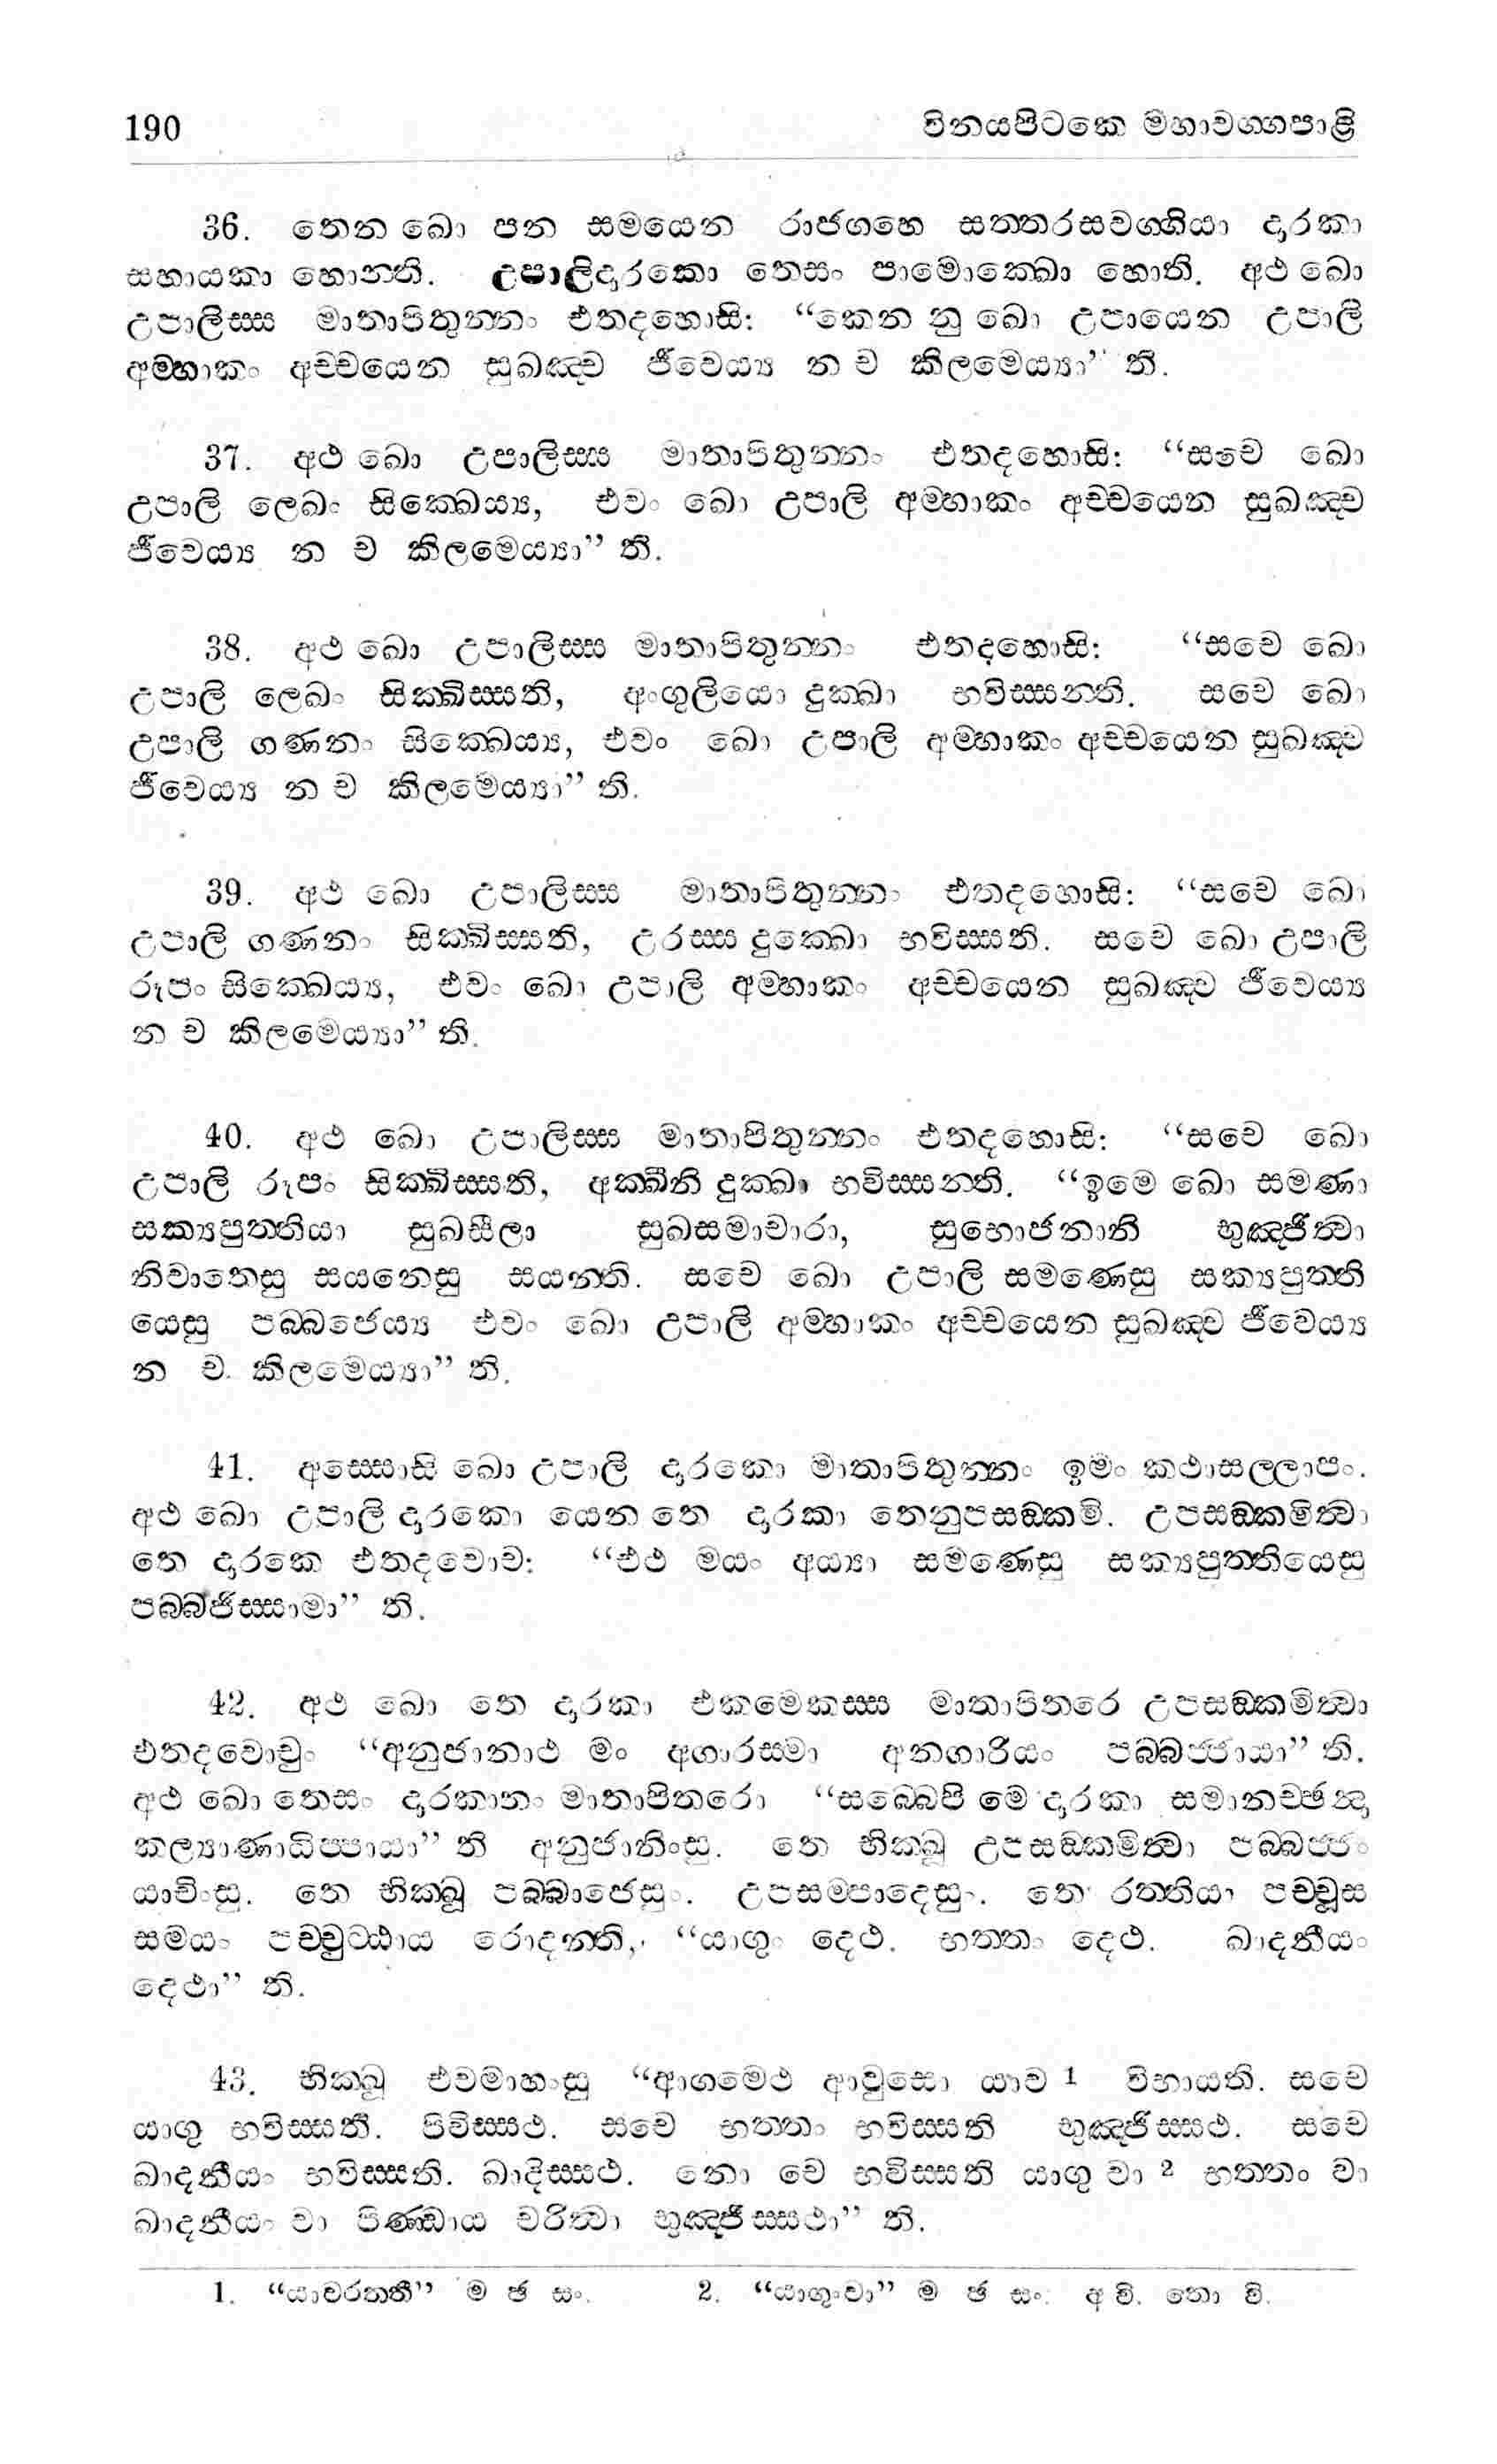 190 විනයපිටකෙ මහාවග්ගපාළි
36. තෙන ඛො පන සමයෙන රාජගහෙ සත්තරසවග්ගියා දාරකා
සහායකා හොන්ති. උපාලිදාරකො තෙසං පාමොක්ඛො හොති. අථ ඛො
උපාලිස්ස මාතාපිතුන්නං එතදහොසි: “කෙන නු ඛො උපායෙන උපාලි
අම්හාකං අච්චයෙන සුඛඤ්ච ජීවෙය්‍ය න ච කිලමෙය්‍යා” ති.
37. අථ ඛො උපාලිස්ස මාතාපිතුන්නං එතදහොසි: “සචෙ ඛො
උපාලි ලෙඛං සික්ඛෙය්‍ය, එවං ඛො උපාලි අම්හාකං අච්චයෙන සුඛඤ්ච
ජීවෙය්‍ය න ච කිලමෙය්‍යා” ති.
38. අථ ඛො උපාලිස්ස මාතාපිතුන්නං එතදහොසි: “සචෙ ඛො
උපාලි ලෙඛං සික්ඛිස්සති, අංගුලියො දුක්ඛා භවිස්සන්ති. සචෙ ඛො
උපාලි ගණනං සික්ඛෙය්‍ය, එවං ඛො උපාලි අම්හාකං අච්චයෙන සුඛඤ්ච
ජීවෙය්‍ය න ච කිලමෙය්‍යා” ති.
39. අථ ඛො උපාලිස්ස මාතාපිතුන්නං එතදහොසි: “සචෙ ඛො
උපාලි ගණනං සික්ඛිස්සති, උරස්ස දුක්ඛො භවිස්සති. සචෙ ඛො උපාලි
රූපං සික්ඛෙය්‍ය, එවං ඛො උපාලි අම්හාකං අච්චයෙන සුඛඤ්ච ජීවෙය්‍ය
න ච කිලමෙය්‍යා” ති.
40. අථ ඛො උපාලිස්ස මාතාපිතුන්නං එතදහොසි: “සචෙ ඛො
උපාලි රූපං සික්ඛිස්සති, අක්ඛීනි දුක්ඛා භවිස්සන්ති. “ඉමෙ ඛො සමණා
සක්‍යපුත්තියා සුඛසීලා සුඛසමාචාරා, සුභොජනානි භුඤ්ජිත්වා
නිවාතෙසු සයනෙසු සයන්ති. සචෙ ඛො උපාලි සමණෙසු සක්‍යපුත්ති
යෙසු පබ්බජෙය්‍ය එවං ඛො උපාලි අම්හාකං අච්චයෙන සුඛඤ්ච ජීවෙය්‍ය
න ච කිලමෙය්‍යා” ති.
41. අස්සොසි ඛො උපාලි දාරකො මාතාපිතුන්නං ඉමං කථාසල්ලාපං.
අථ ඛො උපාලි දාරකො යෙන තෙ දාරකා තෙනුපසඞ්කමි. උපසඞ්කමිත්වා
තෙ දාරකෙ එතදවොච: “එථ මයං අය්‍යා සමණෙසු සක්‍යපුත්තියෙසු
පබ්බජිස්සාමා” ති.
42. අථ ඛො තෙ දාරකා එකමෙකස්ස මාතාපිතරෙ උපසඞ්කමිත්වා
එතදවොචුං “අනුජානාථ මං අගාරස්මා අනගාරියං පබ්බජ්ජායා” ති.
අථ ඛො තෙසං දාරකානං මාතාපිතරො “සබ්බෙපි මෙ දාරකා සමානච්ඡන්‍දා
කල්‍යාණාධිප්පායා” ති අනුජානිංසු. තෙ භික්ඛූ උපසඞ්කමිත්වා පබ්බජ්ජං
යාචිංසු. තෙ භික්ඛූ පබ්බාජෙසුං. උපසම්පාදෙසුං. තෙ රත්තියා පච්චූස
සමයං පච්චුට්ඨාය රොදන්ති, “යාගුං දෙථ. භත්තං දෙථ. ඛාදනීයං
දෙථා” ති.
43. භික්ඛූ එවමාහංසු “ආගමෙථ ආවුසො යාව 1 විභායති. සචෙ
යාගු භවිස්සති. පිවිස්සථ. සචෙ භත්තං භවිස්සති භුඤ්ජිස්සථ. සචෙ
ඛාදනීයං භවිස්සති. ඛාදිස්සථ. නො චෙ භවිස්සති යාගු වා 2 භත්තං වා
ඛාදනීයං වා පිණ්ඩාය චරිත්වා භුඤ්ජිස්සථා” ති.
1. “යාවරත්තී” ම ඡ සං. 2. “යාගුංවා” ම ඡ සං. අ වි. තො වි.